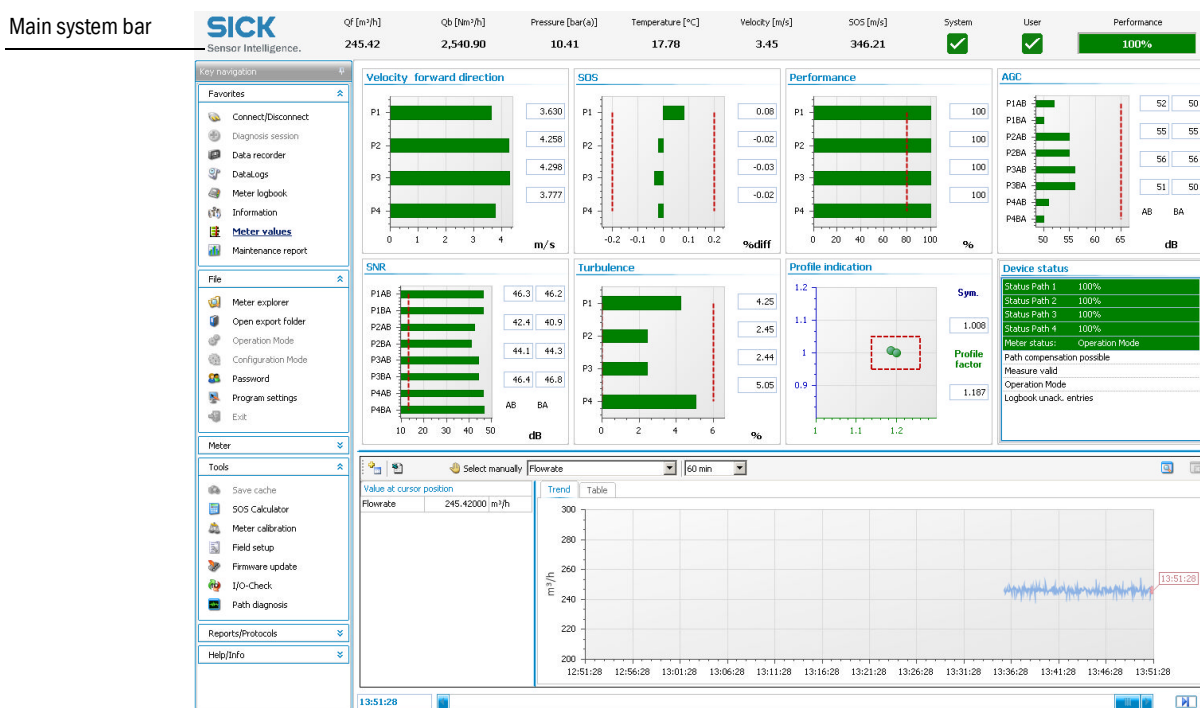 Main system bar
SICK
Sensor Intelligence.
Qf [m³/h] Qb [Nm³/h] Pressure [bar(a)] Temperature [°C] Velocity [m/s] SOS [m/s] System User Performance
245.42 2,540.90 10.41 17.78 3.45 346.21 100%
Key navigation
Favorites
Connect/Disconnect
Diagnosis session
Data recorder
DataLogs
Meter logbook
Information
Meter values
Maintenance report
File
Meter explorer
Open export folder
Operation Mode
Configuration Mode
Password
Program settings
Exit
Meter
Tools
Save cache
SOS Calculator
Meter calibration
Field setup
Firmware update
I/O-Check
Path diagnosis
Reports/Protocols
Help/Info
Velocity forward direction
P1 3.630
P2 4.258
P3 4.298
P4 3.777
0 1 2 3 4 m/s
SOS
P1 0.08
P2 -0.02
P3 -0.03
P4 -0.02
-0.2 -0.1 0 0.1 0.2 %diff
Performance
P1 100
P2 100
P3 100
P4 100
0 20 40 60 80 100 %
AGC
P1AB 52 50
P1BA
P2AB 55 55
P2BA
P3AB 56 56
P3BA
P4AB 51 50
P4BA
AB BA
50 55 60 65 dB
SNR
P1AB 46.3 46.2
P1BA
P2AB 42.4 40.9
P2BA
P3AB 44.1 44.3
P3BA
P4AB 46.4 46.8
P4BA
AB BA
10 20 30 40 50 dB
Turbulence
P1 4.25
P2 2.45
P3 2.44
P4 5.05
0 2 4 6 %
Profile indication
1.2
1.1
1
0.9
1 1.1 1.2
Sym.
1.008
Profile
factor
1.187
Device status
Status Path 1 100%
Status Path 2 100%
Status Path 3 100%
Status Path 4 100%
Meter status: Operation Mode
Path compensation possible
Measure valid
Operation Mode
Logbook unack. entries
Select manually Flowrate 60 min
Value at cursor position
Flowrate 245.42000 m³/h
Trend Table
300
280
260
240
220
200
m³/h
13:51:28
12:51:28 12:56:28 13:01:28 13:06:28 13:11:28 13:16:28 13:21:28 13:26:28 13:31:28 13:36:28 13:41:28 13:46:28 13:51:28
13:51:28